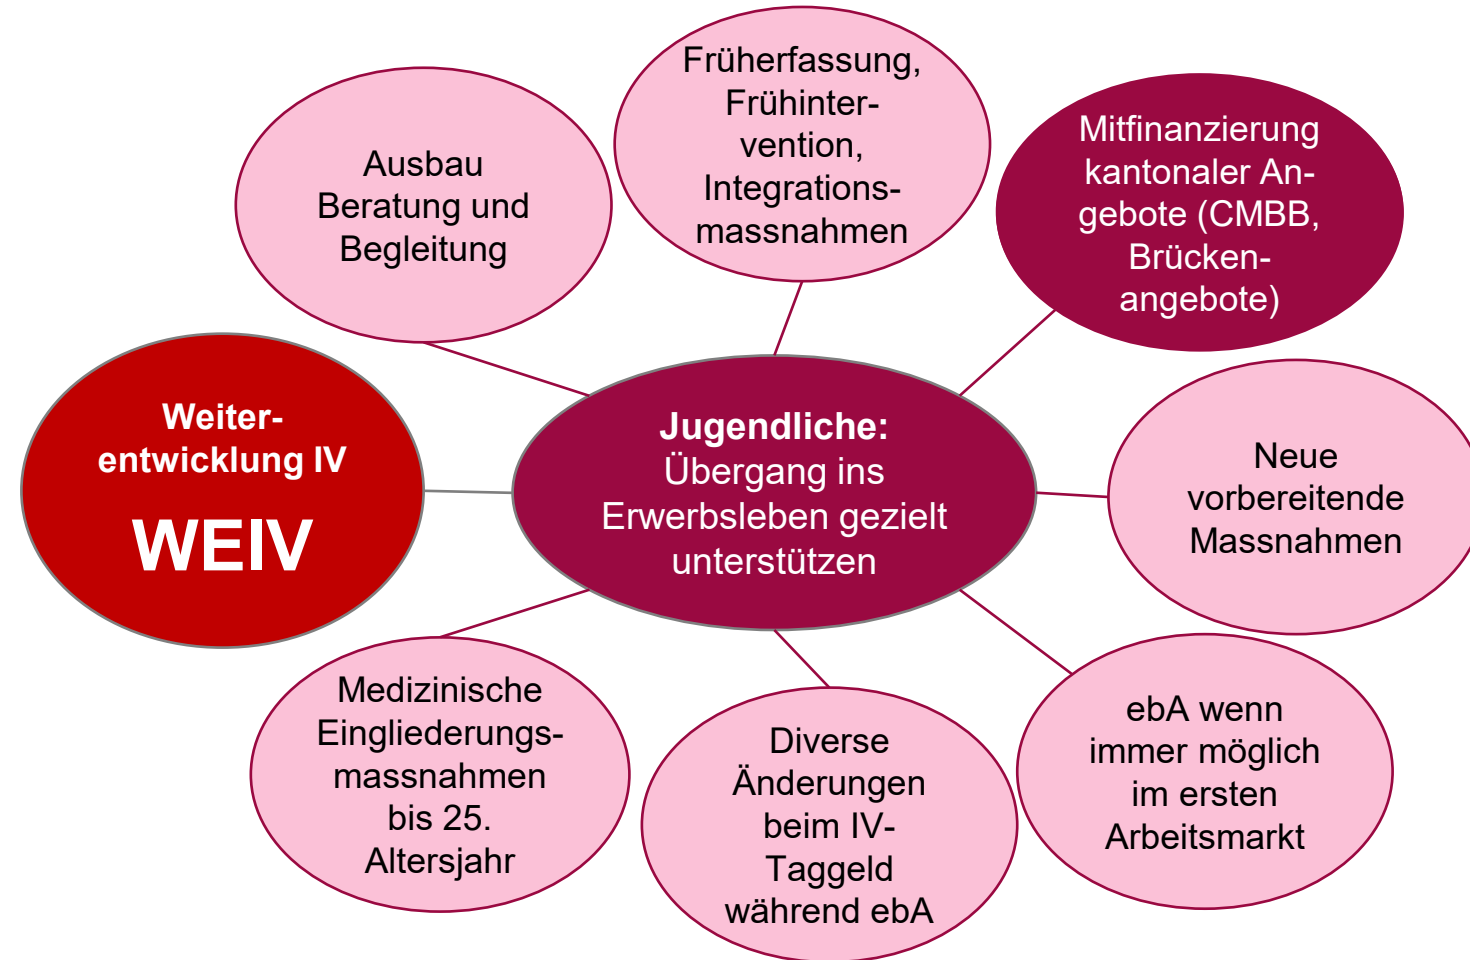 Früherfassung,
Frühinter-
vention,
Integrations-
massnahmen
Ausbau
Beratung und
Begleitung
Mitfinanzierung
kantonaler An-
gebote (CMBB,
Brücken-
angebote)
Weiter-
entwicklung IV
WEIV
Jugendliche:
Übergang ins
Erwerbsleben gezielt
unterstützen
Neue
vorbereitende
Massnahmen
Medizinische
Eingliederungs-
massnahmen
bis 25.
Altersjahr
Diverse
Änderungen
beim IV-
Taggeld
während ebA
ebA wenn
immer möglich
im ersten
Arbeitsmarkt